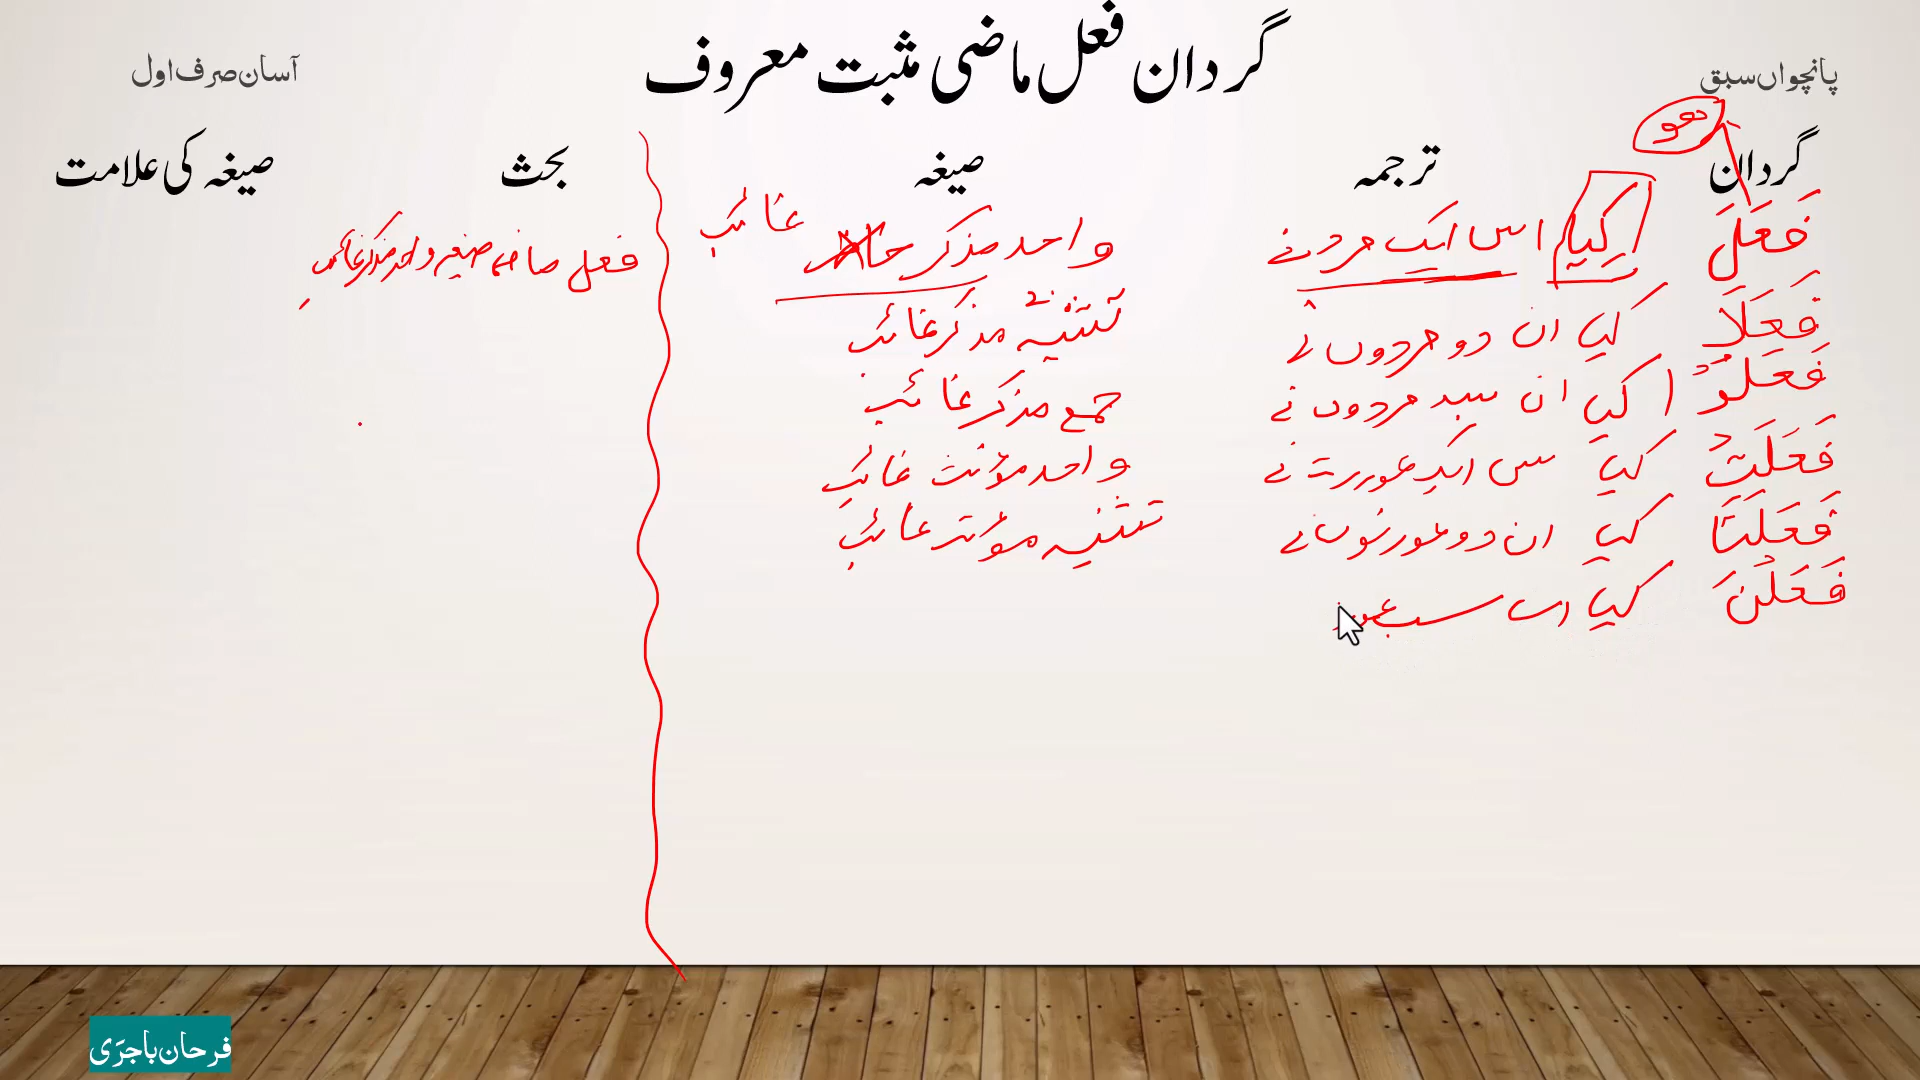 پانچواں سبق
گردان فعل ماضی مثبت معروف
آسان صرف اول
گردان ترجمہ صیغہ بحث صیغہ کی علامت
ھو
فَعَلَ کیا اس ایک مرد نے واحد مذکر غائب فعل ماضی صیغہ واحد مذکر غائب
فَعَلَا کیا ان دو مردوں نے تثنیہ مذکر غائب
فَعَلُوْا کیا ان سب مردوں نے جمع مذکر غائب
فَعَلَتْ کیا اس ایک عورت نے واحد مؤنث غائب
فَعَلَتَا کیا ان دو عورتوں نے تثنیہ مؤنث غائب
فَعَلْنَ کیا ان سب
فرحان باجرَی